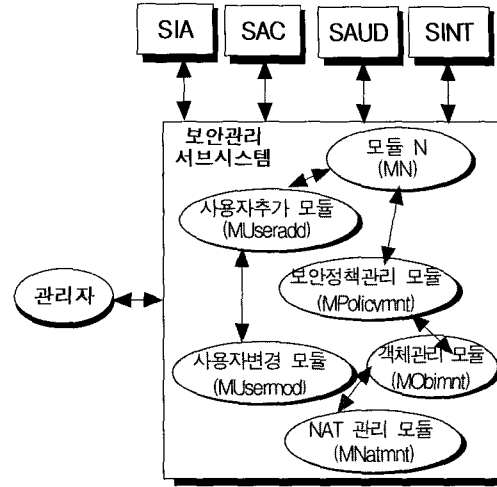 SIA
SAC
SAUD
SINT
보안관리
서브시스템
모듈 N
(MN)
사용자추가 모듈
(MUseradd)
보안정책관리 모듈
(MPolicvmnt)
관리자
사용자변경 모듈
(MUsermod)
객체관리 모듈
(MObimnt)
NAT 관리 모듈
(MNatmnt)